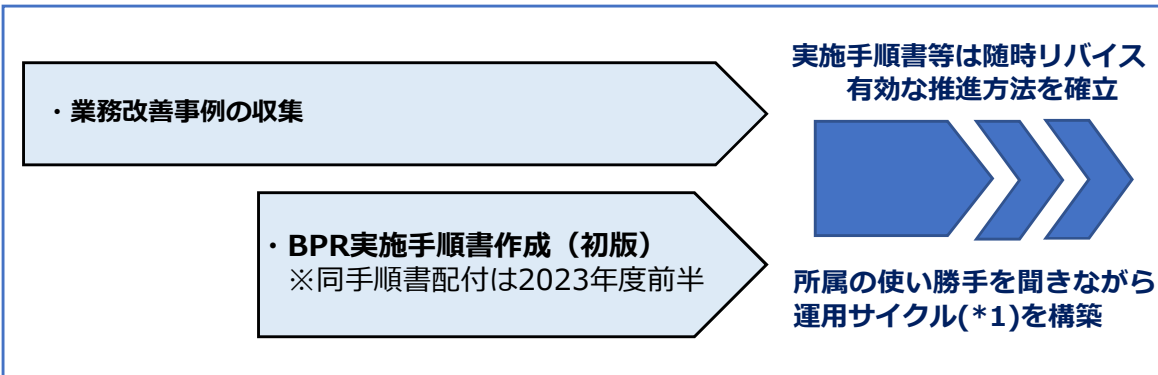 ・業務改善事例の収集
・BPR実施手順書作成（初版）
※同手順書配付は2023年度前半
実施手順書等は随時リバイス
有効な推進方法を確立
所属の使い勝手を聞きながら
運用サイクル(*1)を構築